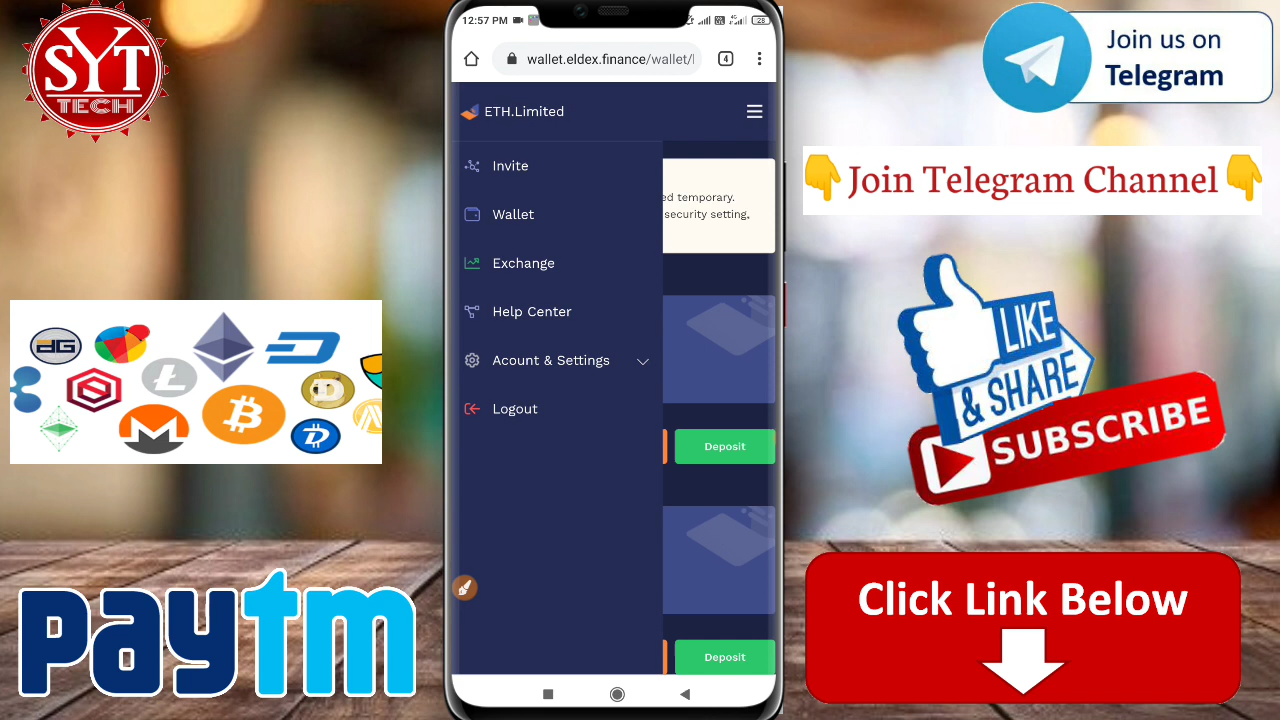 SYT
TECH
12:57 PM
28
wallet.eldex.finance/wallet/
4
ETH.Limited
Invite
Wallet
Exchange
Help Center
Acount & Settings
Logout
ed temporary.
security setting,
Deposit
Deposit
Join us on
Telegram
Join Telegram Channel
LIKE
& SHARE
SUBSCRIBE
Click Link Below
paytm